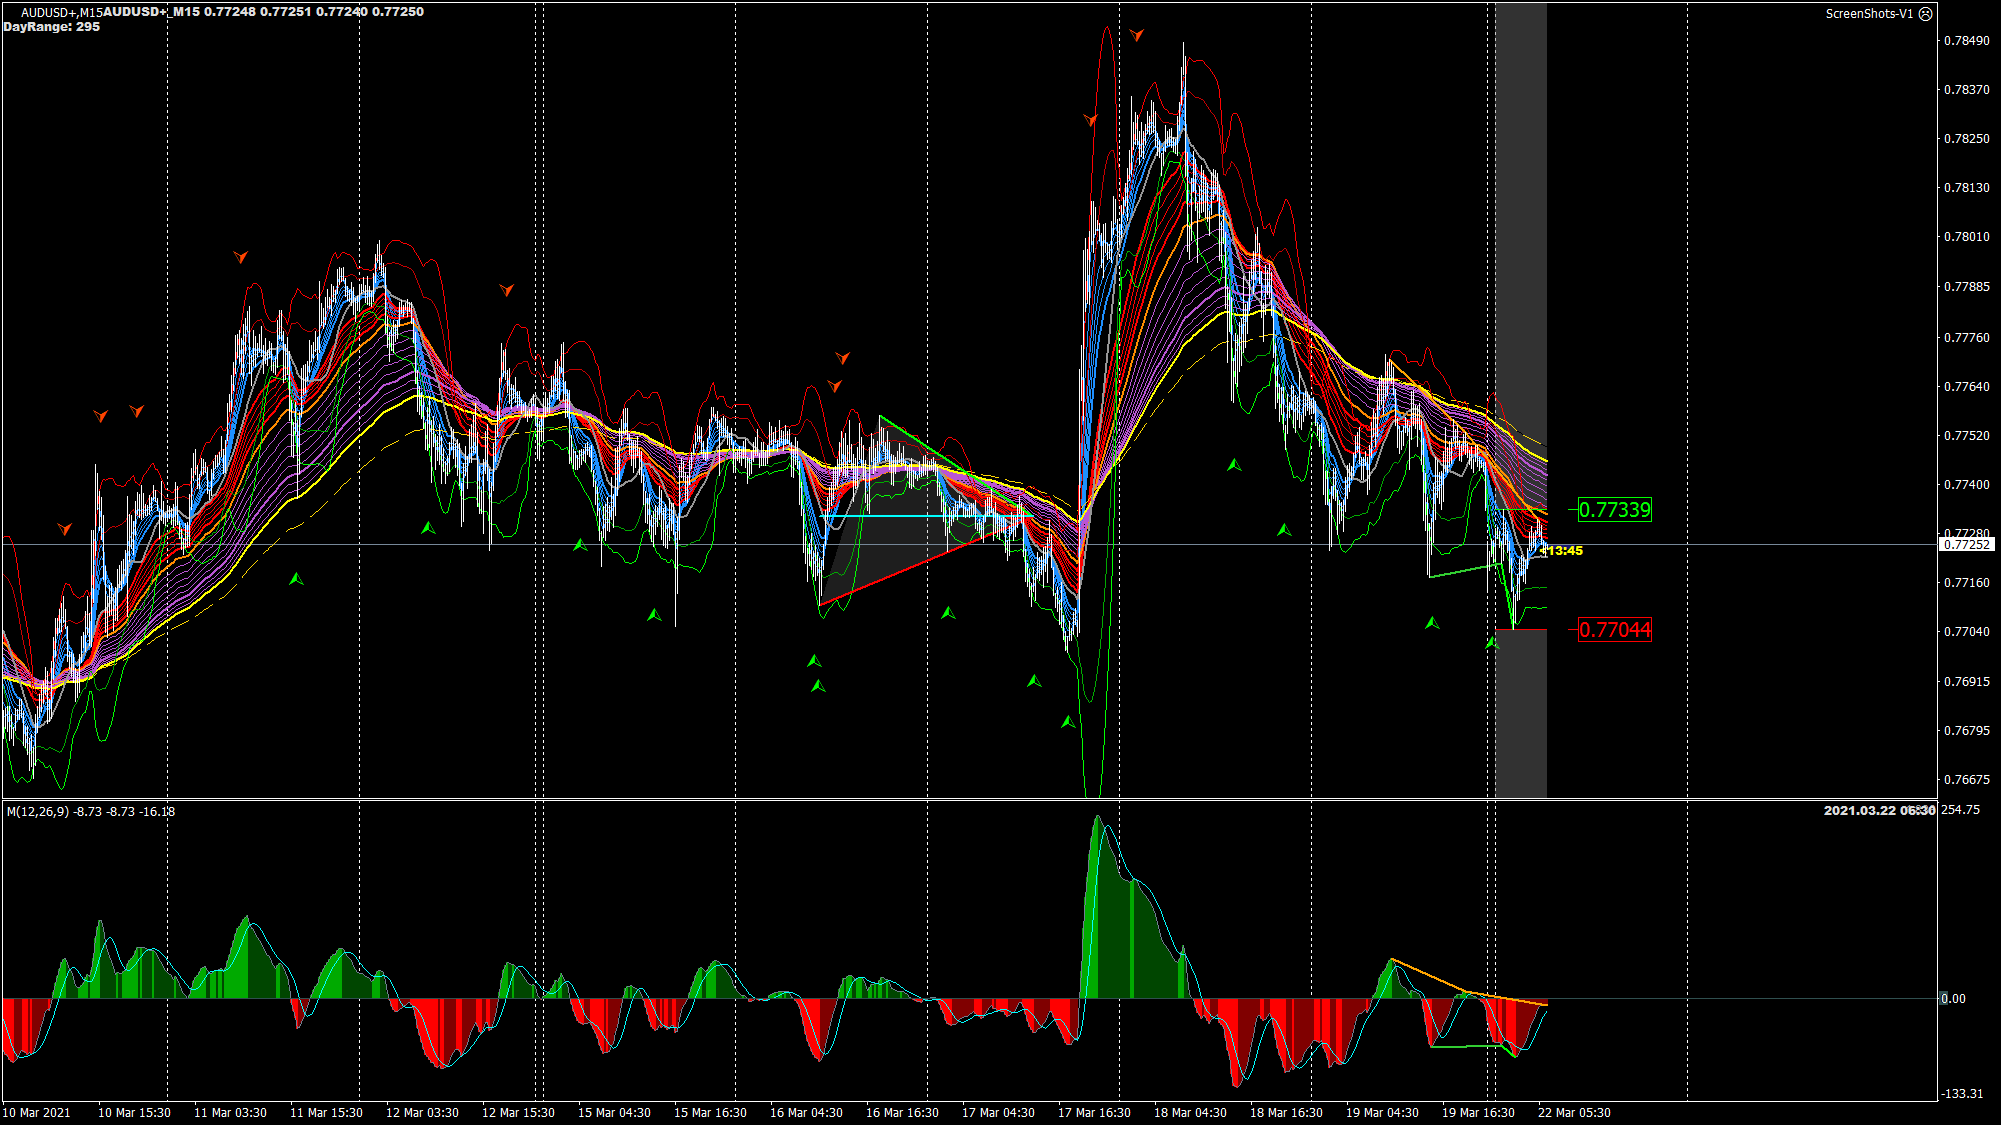 AUDUSD+,M15AUDUSD+_M15 0.77248 0.77251 0.77240 0.77250
DayRange: 295
ScreenShots-V1
0.78490
0.78370
0.78250
0.78130
0.78010
0.77885
0.77760
0.77640
0.77520
0.77400
0.77339
0.77280
0.77252
13:45
0.77160
0.77044
0.77040
0.76915
0.76795
0.76675
M(12,26,9) -8.73 -8.73 -16.18
2021.03.22 06:30
254.75
0.00
-133.31
10 Mar 2021
10 Mar 15:30
11 Mar 03:30
11 Mar 15:30
12 Mar 03:30
12 Mar 15:30
15 Mar 04:30
15 Mar 16:30
16 Mar 04:30
16 Mar 16:30
17 Mar 04:30
17 Mar 16:30
18 Mar 04:30
18 Mar 16:30
19 Mar 04:30
19 Mar 16:30
22 Mar 05:30